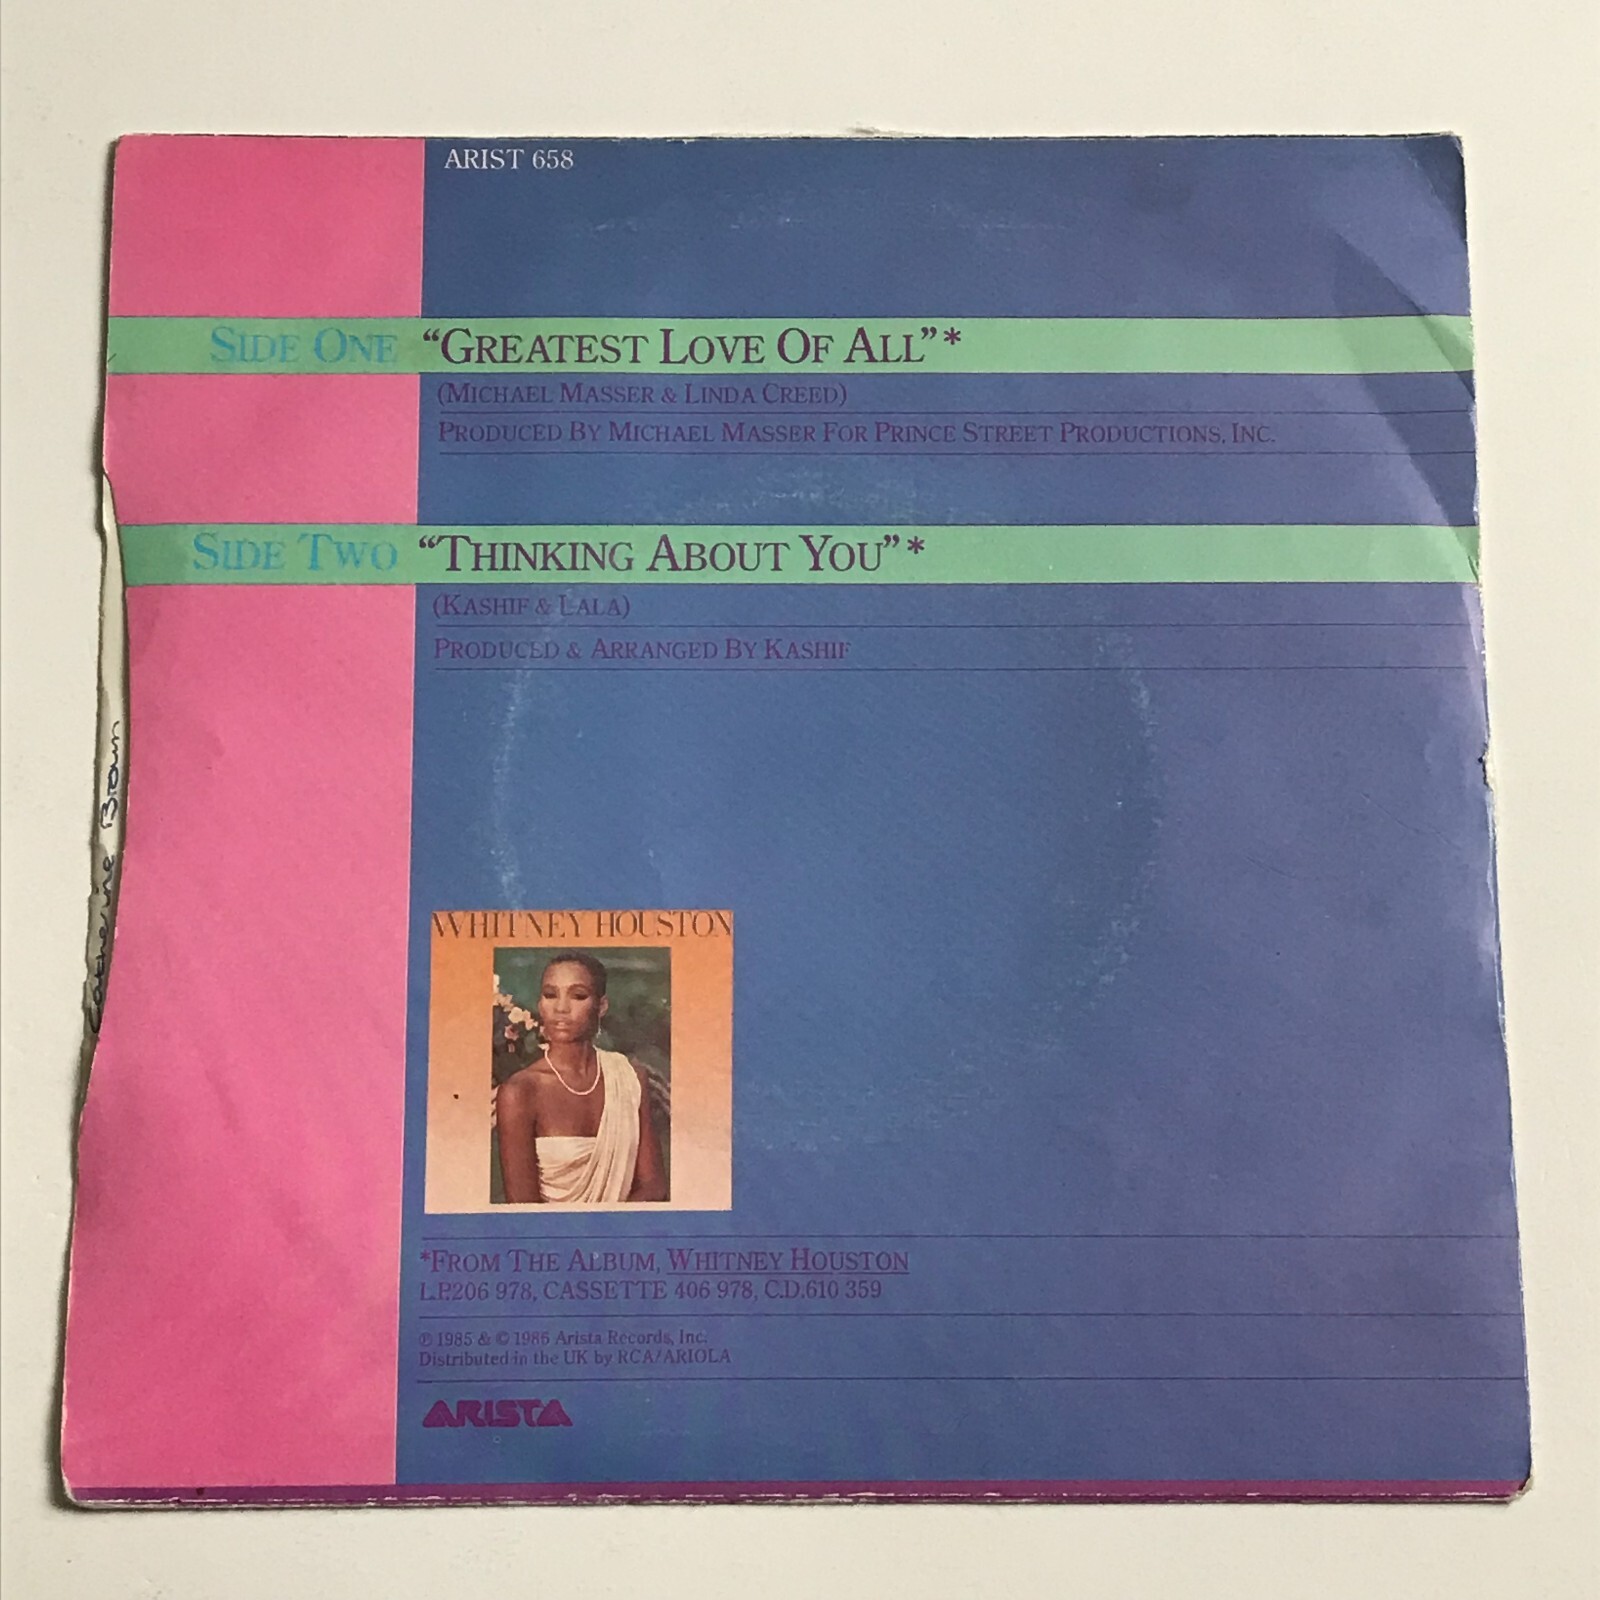 ARIST 658
SIDE ONE "GREATEST LOVE OF ALL"*
(MICHAEL MASSER & LINDA CREED)
PRODUCED BY MICHAEL MASSER FOR PRINCE STREET PRODUCTIONS, INC.
SIDE TWO "THINKING ABOUT YOU"*
(KASHIF & LALA)
PRODUCED & ARRANGED BY KASHIF
Catherine Brown
WHITNEY HOUSTON
*FROM THE ALBUM, WHITNEY HOUSTON
L.P.206 978, CASSETTE 406 978, C.D.610 359
℗ 1985 & © 1986 Arista Records, Inc.
Distributed in the UK by RCA/ARIOLA
ARISTA